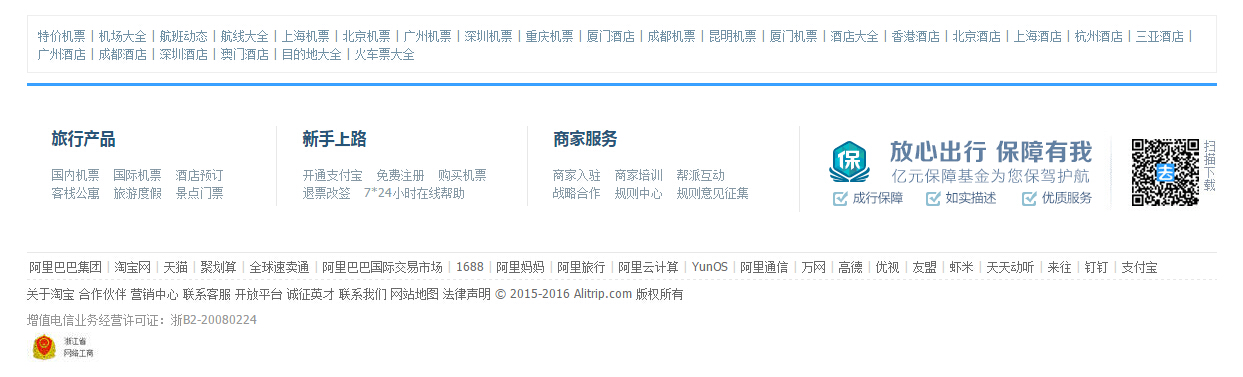 特价机票 | 机场大全 | 航班动态 | 航线大全 | 上海机票 | 北京机票 | 广州机票 | 深圳机票 | 重庆机票 | 厦门酒店 | 成都机票 | 昆明机票 | 厦门机票 | 酒店大全 | 香港酒店 | 北京酒店 | 上海酒店 | 杭州酒店 | 三亚酒店 |
广州酒店 | 成都酒店 | 深圳酒店 | 澳门酒店 | 目的地大全 | 火车票大全
旅行产品
国内机票 国际机票 酒店预订
客栈公寓 旅游度假 景点门票
新手上路
开通支付宝 免费注册 购买机票
退票改签 7*24小时在线帮助
商家服务
商家入驻 商家培训 帮派互动
战略合作 规则中心 规则意见征集
保
放心出行 保障有我
亿元保障基金为您保驾护航
成行保障 如实描述 优质服务
去
扫描下载
阿里巴巴集团 | 淘宝网 | 天猫 | 聚划算 | 全球速卖通 | 阿里巴巴国际交易市场 | 1688 | 阿里妈妈 | 阿里旅行 | 阿里云计算 | YunOS | 阿里通信 | 万网 | 高德 | 优视 | 友盟 | 虾米 | 天天动听 | 来往 | 钉钉 | 支付宝
关于淘宝 合作伙伴 营销中心 联系客服 开放平台 诚征英才 联系我们 网站地图 法律声明 © 2015-2016 Alitrip.com 版权所有
增值电信业务经营许可证：浙B2-20080224
浙江省
网络工商